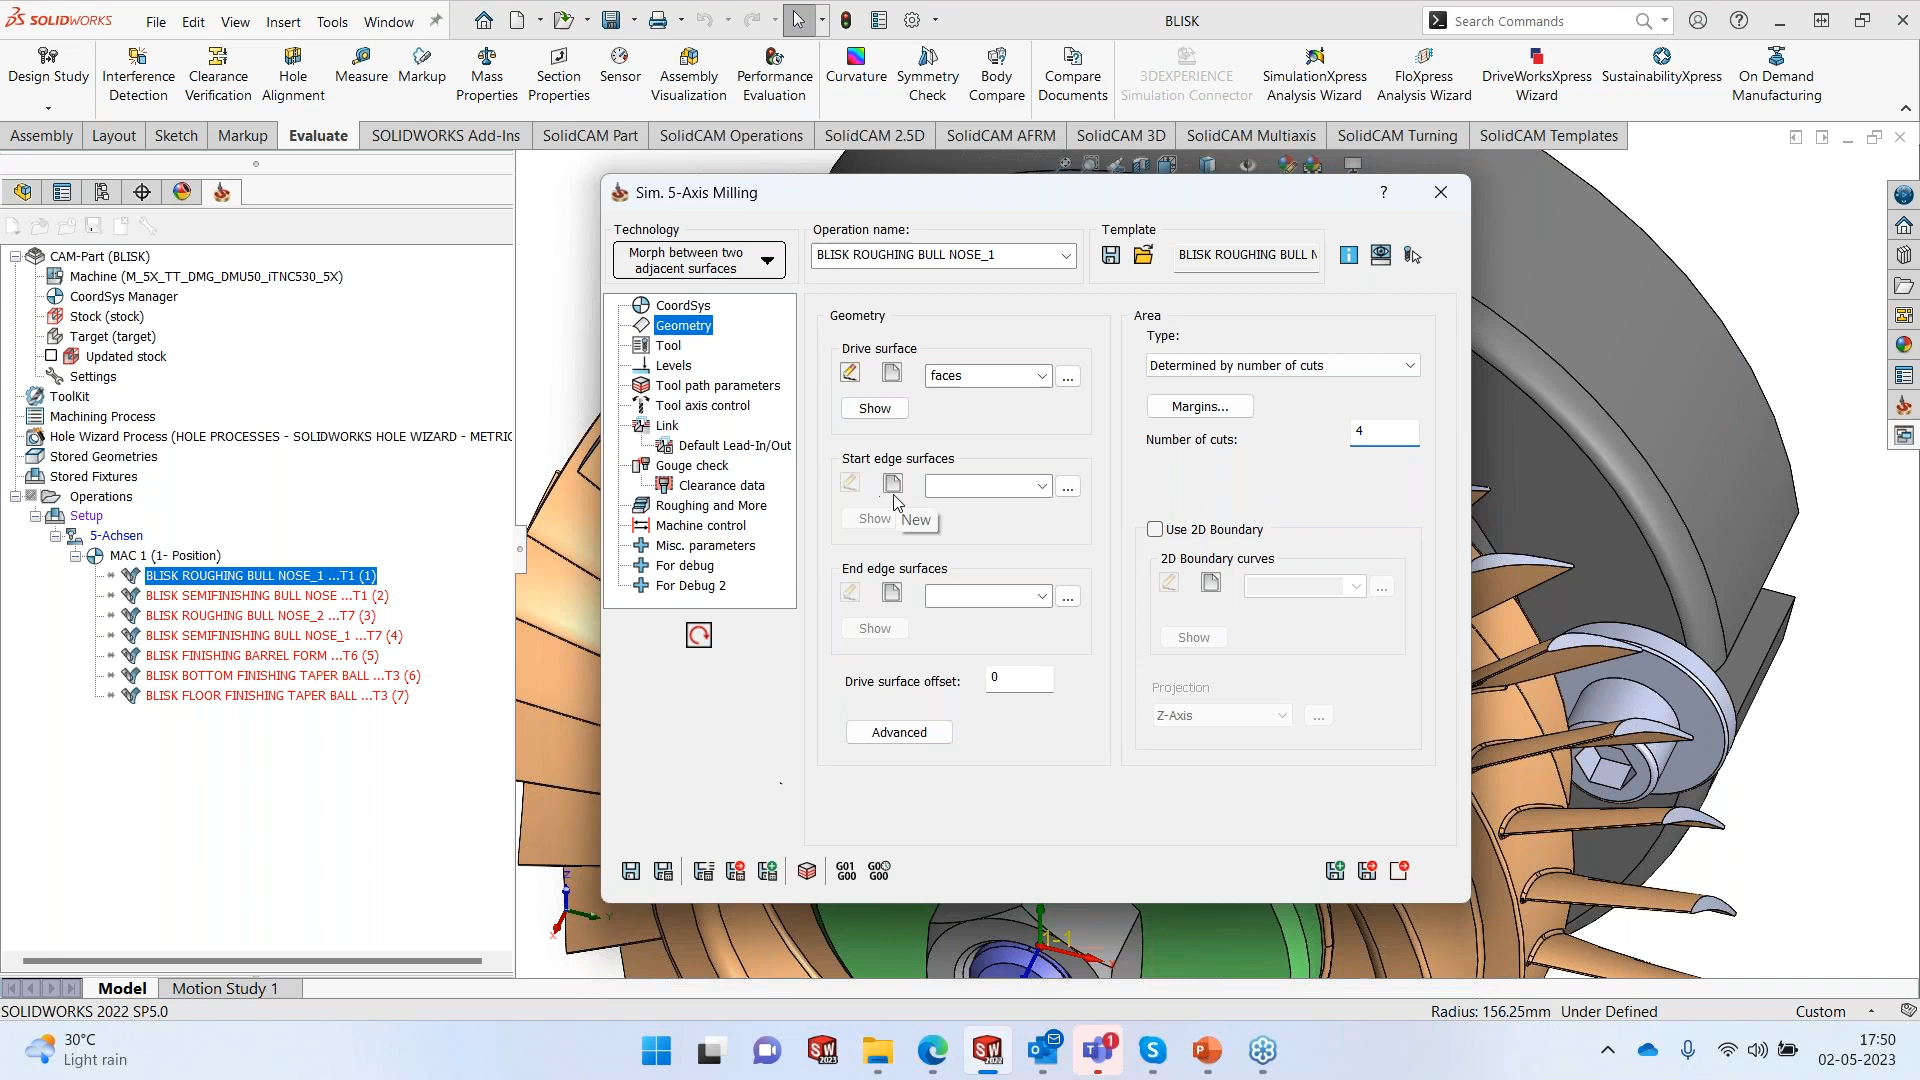 SOLIDWORKS File Edit View Insert Tools Window BLISK Search Commands
Design Study Interference Detection Clearance Verification Hole Alignment Measure Markup Mass Properties Section Properties Sensor Assembly Visualization Performance Evaluation Curvature Symmetry Check Body Compare Compare Documents 3DEXPERIENCE Simulation Connector SimulationXpress Analysis Wizard FloXpress Analysis Wizard DriveWorksXpress Wizard SustainabilityXpress On Demand Manufacturing
Assembly Layout Sketch Markup Evaluate SOLIDWORKS Add-Ins SolidCAM Part SolidCAM Operations SolidCAM 2.5D SolidCAM AFRM SolidCAM 3D SolidCAM Multiaxis SolidCAM Turning SolidCAM Templates
CAM-Part (BLISK)
Machine (M_5X_TT_DMG_DMU50_iTNC530_5X)
CoordSys Manager
Stock (stock)
Target (target)
Updated stock
Settings
ToolKit
Machining Process
Hole Wizard Process (HOLE PROCESSES - SOLIDWORKS HOLE WIZARD - METRIC
Stored Geometries
Stored Fixtures
Operations
Setup
5-Achsen
MAC 1 (1- Position)
BLISK ROUGHING BULL NOSE_1 ...T1 (1)
BLISK SEMIFINISHING BULL NOSE ...T1 (2)
BLISK ROUGHING BULL NOSE_2 ...T7 (3)
BLISK SEMIFINISHING BULL NOSE_1 ...T7 (4)
BLISK FINISHING BARREL FORM ...T6 (5)
BLISK BOTTOM FINISHING TAPER BALL ...T3 (6)
BLISK FLOOR FINISHING TAPER BALL ...T3 (7)
Sim. 5-Axis Milling ?
Technology
Morph between two
adjacent surfaces
Operation name:
BLISK ROUGHING BULL NOSE_1
Template
BLISK ROUGHING BULL N
CoordSys
Geometry
Tool
Levels
Tool path parameters
Tool axis control
Link
Default Lead-In/Out
Gouge check
Clearance data
Roughing and More
Machine control
Misc. parameters
For debug
For Debug 2
Geometry
Drive surface
faces ...
Show
Start edge surfaces
...
Show New
End edge surfaces
...
Show
Drive surface offset: 0
Advanced
Area
Type:
Determined by number of cuts
Margins...
Number of cuts: 4
Use 2D Boundary
2D Boundary curves
...
Show
Projection
Z-Axis ...
G01
G00
G0
G00
Z
Y
X
1-1
X
Model Motion Study 1
SOLIDWORKS 2022 SP5.0 Radius: 156.25mm Under Defined Custom
30°C
Light rain
SW
2023
SW
2022
1
17:50
02-05-2023